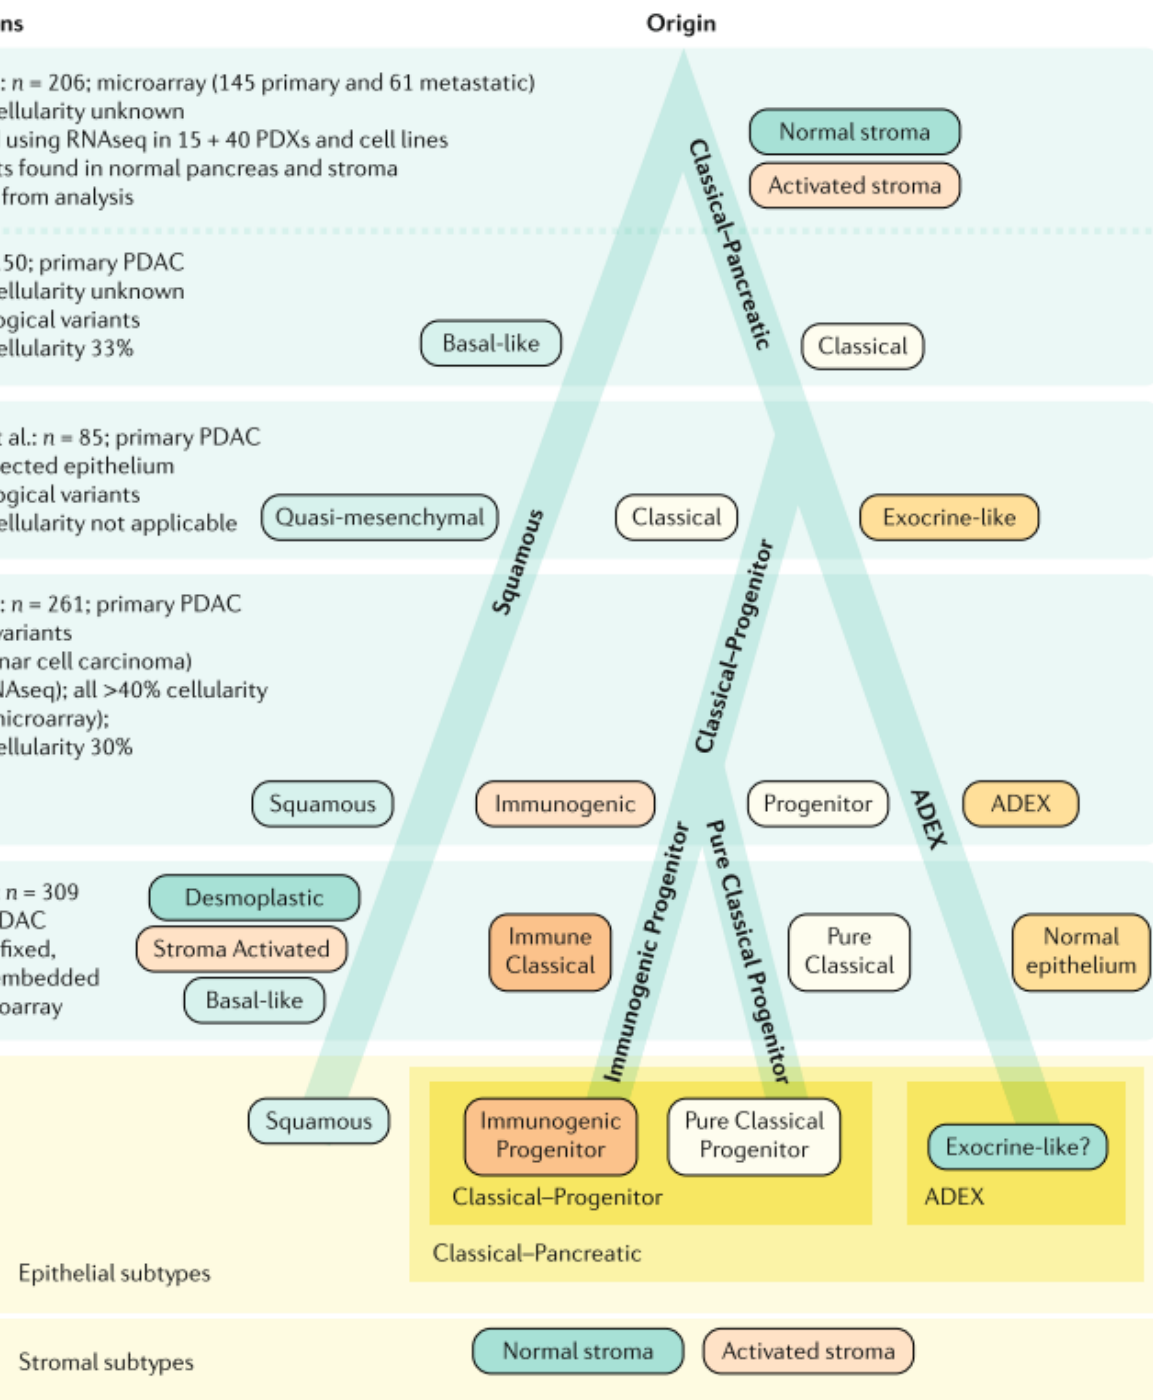 ns
Origin
: n = 206; microarray (145 primary and 61 metastatic)
ellularity unknown
using RNAseq in 15 + 40 PDXs and cell lines
ts found in normal pancreas and stroma
from analysis
Normal stroma
Activated stroma
Classical–Pancreatic
50; primary PDAC
ellularity unknown
ogical variants
ellularity 33%
Basal-like
Classical
t al.: n = 85; primary PDAC
ected epithelium
ogical variants
ellularity not applicable
Quasi-mesenchymal
Classical
Exocrine-like
Squamous
Classical–Progenitor
: n = 261; primary PDAC
variants
nar cell carcinoma)
NAseq); all >40% cellularity
nicroarray);
ellularity 30%
Squamous
Immunogenic
Progenitor
ADEX
ADEX
Immunogenic Progenitor
Pure Classical Progenitor
n = 309
DAC
fixed,
embedded
oarray
Desmoplastic
Stroma Activated
Basal-like
Immune
Classical
Pure
Classical
Normal
epithelium
Squamous
Immunogenic
Progenitor
Pure Classical
Progenitor
Exocrine-like?
Classical–Progenitor
ADEX
Classical–Pancreatic
Epithelial subtypes
Stromal subtypes
Normal stroma
Activated stroma